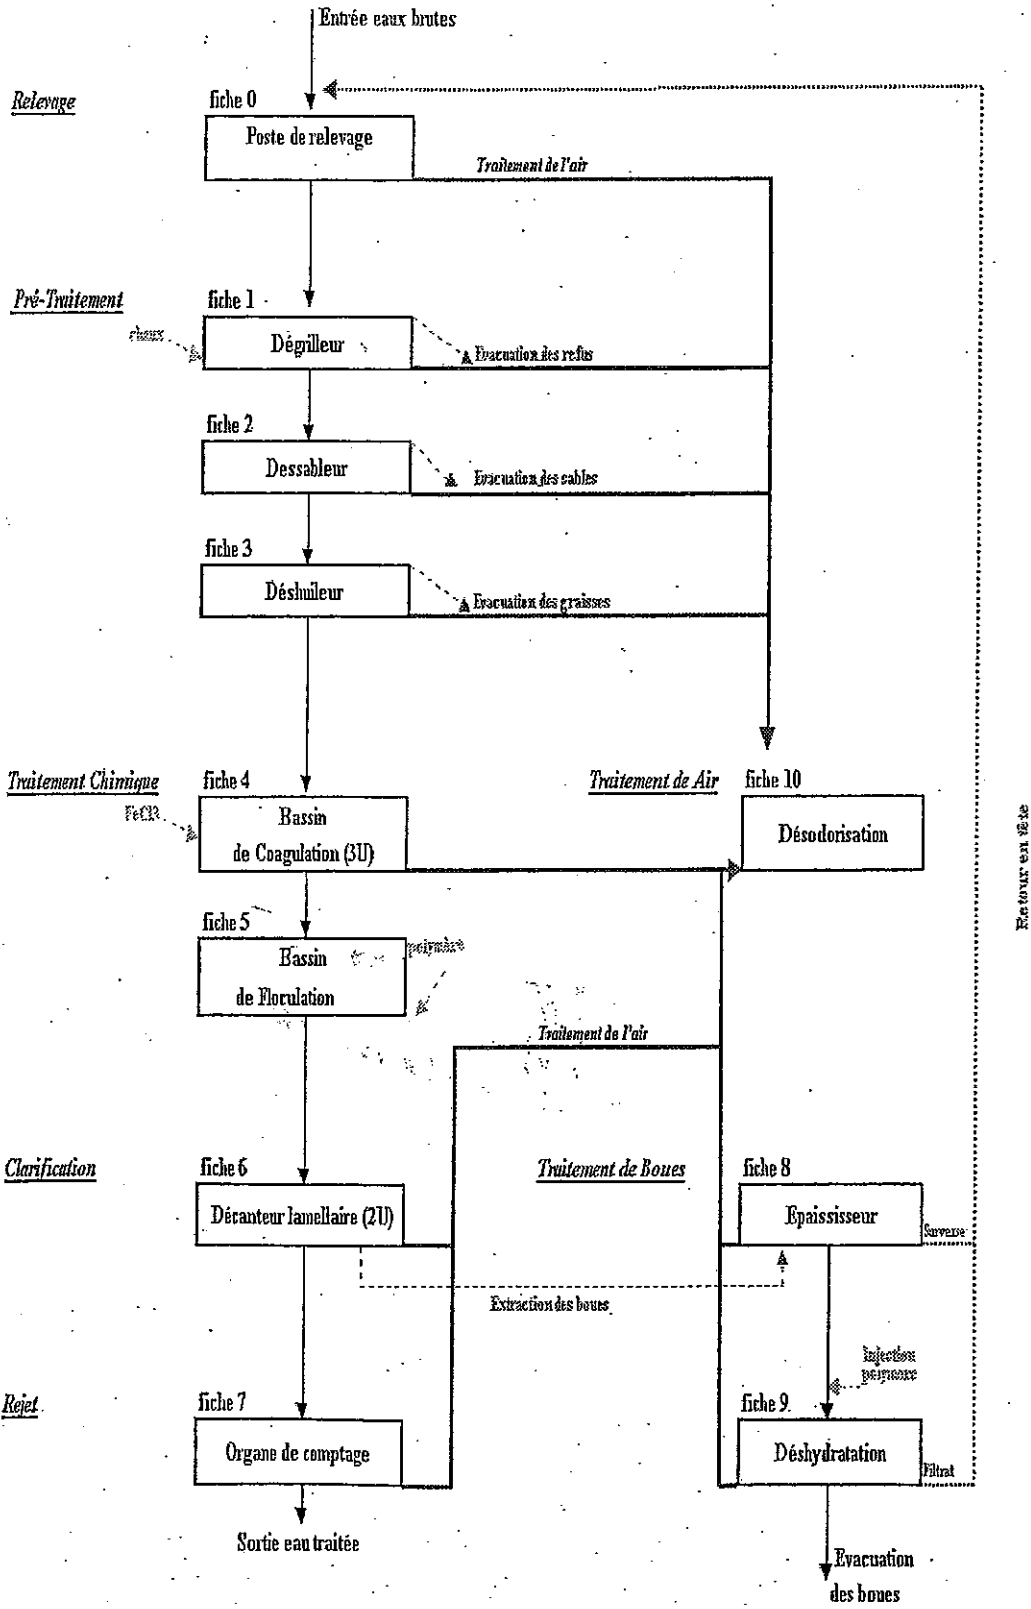 Entrée eaux brutes
Relevage
fiche 0
Poste de relevage
Traitement de l'air
Pré-Traitement
fiche 1
chaux
Dégrilleur
Evacuation des refus
fiche 2
Dessableur
Evacuation des sables
fiche 3
Déshuileur
Evacuation des graisses
Traitement Chimique
fiche 4
Traitement de Air
fiche 10
FeCl3
Bassin
de Coagulation (3U)
Désodorisation
Retour en tête
fiche 5
Bassin
de Floculation
polymère
Traitement de l'air
Clarification
fiche 6
Traitement de Boues
fiche 8
Décanteur lamellaire (2U)
Epaississeur
Surverse
Extraction des boues
Injection
Rejet
fiche 7
fiche 9
Organe de comptage
Déshydratation
Filtrat
Sortie eau traitée
Evacuation
des boues